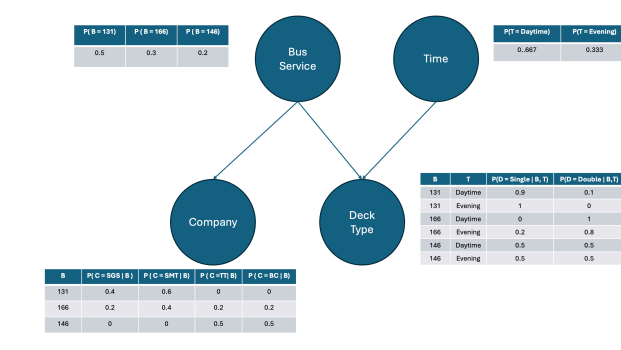 P( B = 131) P( B = 166) P( B = 146)
0.5 0.3 0.2
Bus
Service
Time
P(T = Daytime) P(T = Evening)
0..667 0.333
Company
Deck
Type
B T P(D = Single | B, T) P(D = Double | B,T)
131 Daytime 0.9 0.1
131 Evening 1 0
166 Daytime 0 1
166 Evening 0.2 0.8
146 Daytime 0.5 0.5
146 Evening 0.5 0.5
B P( C = SGS | B ) P( C = SMT | B) P( C =TT| B) P( C = BC | B)
131 0.4 0.6 0 0
166 0.2 0.4 0.2 0.2
146 0 0 0.5 0.5